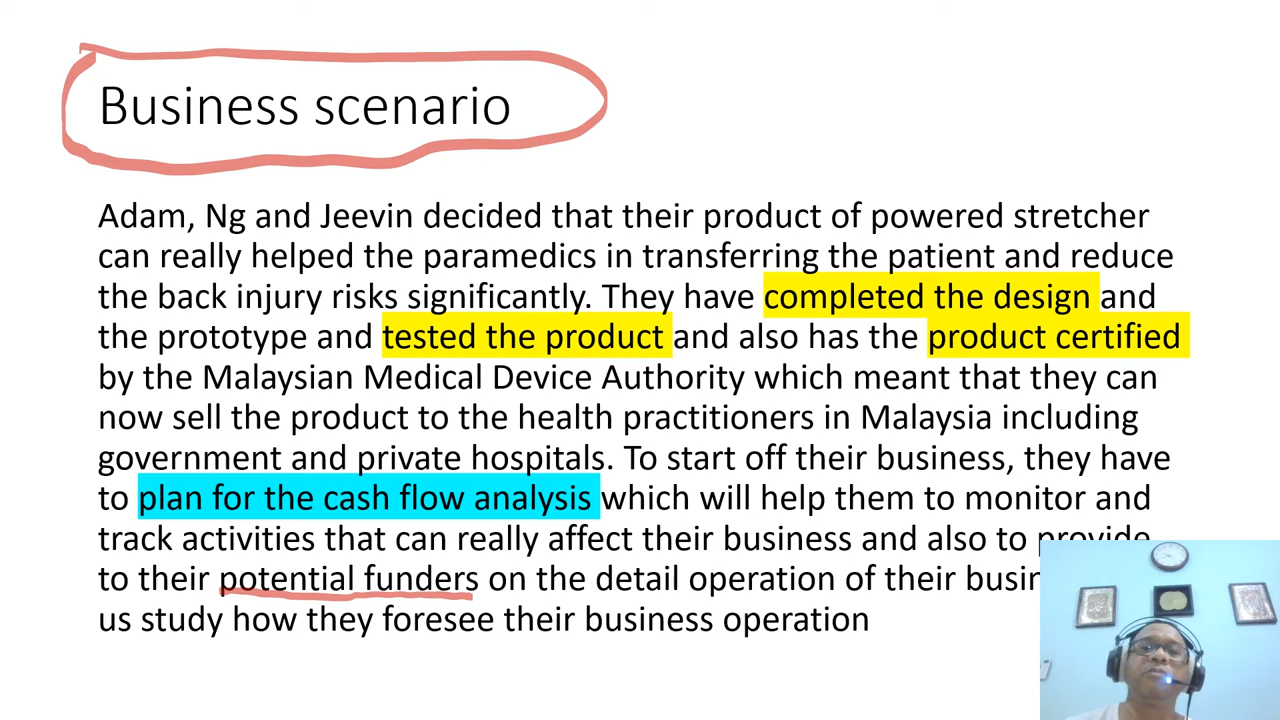 Business scenario
Adam, Ng and Jeevin decided that their product of powered stretcher
can really helped the paramedics in transferring the patient and reduce
the back injury risks significantly. They have completed the design and
the prototype and tested the product and also has the product certified
by the Malaysian Medical Device Authority which meant that they can
now sell the product to the health practitioners in Malaysia including
government and private hospitals. To start off their business, they have
to plan for the cash flow analysis which will help them to monitor and
track activities that can really affect their business and also to provide
to their potential funders on the detail operation of their
us study how they foresee their business operation